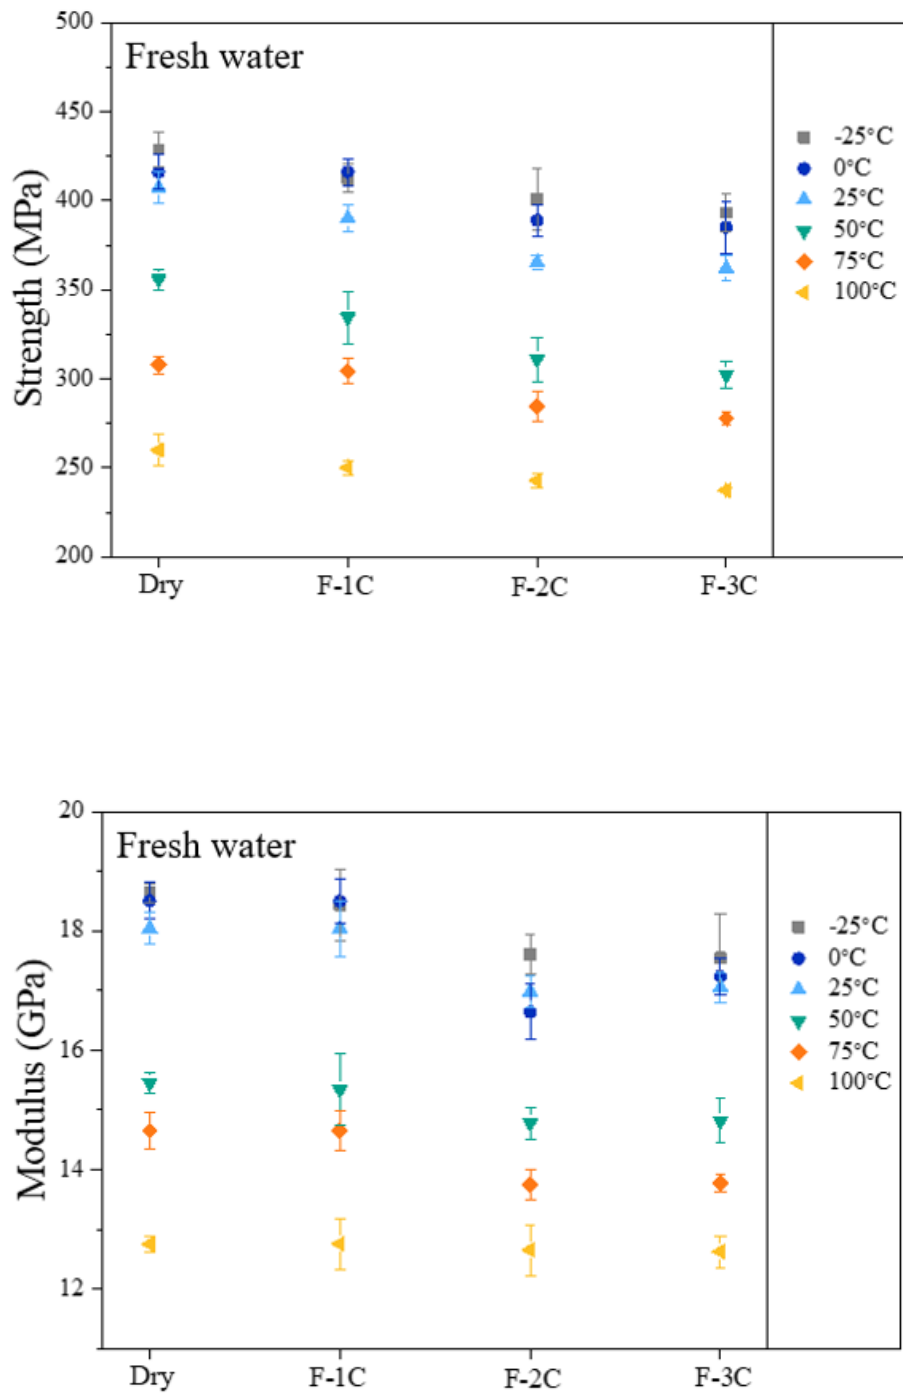 500
Fresh water
450
400
350
300
250
200
Strength (MPa)
Dry
F-1C
F-2C
F-3C
-25°C
0°C
25°C
50°C
75°C
100°C
20
Fresh water
18
16
14
12
Modulus (GPa)
Dry
F-1C
F-2C
F-3C
-25°C
0°C
25°C
50°C
75°C
100°C